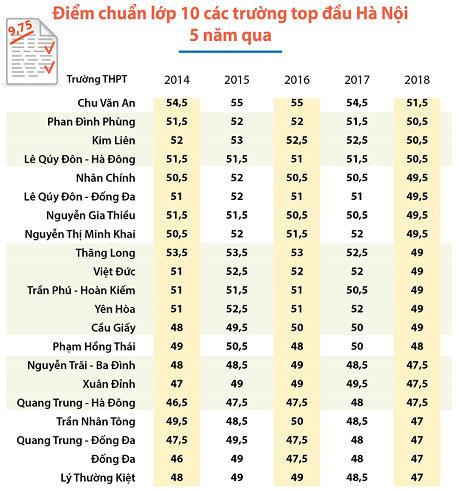 Điểm chuẩn lớp 10 các trường top đầu Hà Nội
5 năm qua
9,75
Trường THPT 2014 2015 2016 2017 2018
Chu Văn An 54,5 55 55 54,5 51,5
Phan Đình Phùng 51,5 52 52 51,5 50,5
Kim Liên 52 53 52,5 52,5 50,5
Lê Qúy Đôn - Hà Đông 51,5 51,5 51 51,5 50,5
Nhân Chính 50,5 52 50,5 50,5 49,5
Lê Qúy Đôn - Đống Đa 51 52 51 51 49,5
Nguyễn Gia Thiều 51,5 51,5 50,5 50,5 49,5
Nguyễn Thị Minh Khai 50,5 52 51,5 52 49,5
Thăng Long 53,5 53,5 53 52,5 49
Việt Đức 51 52,5 52 52 49
Trần Phú - Hoàn Kiếm 51 51,5 51 50,5 49
Yên Hòa 51 52,5 51 52 49
Cầu Giấy 48 49,5 50 50 49
Phạm Hồng Thái 49 50,5 48 50 48
Nguyễn Trãi - Ba Đình 48 48,5 49 48,5 47,5
Xuân Đỉnh 47 49 49 49,5 47,5
Quang Trung - Hà Đông 46,5 47,5 47,5 48 47,5
Trần Nhân Tông 49,5 48,5 50 48,5 47
Quang Trung - Đống Đa 47,5 49,5 47,5 48 47
Đống Đa 46 49 47,5 48 47
Lý Thường Kiệt 48 49 49 48,5 47